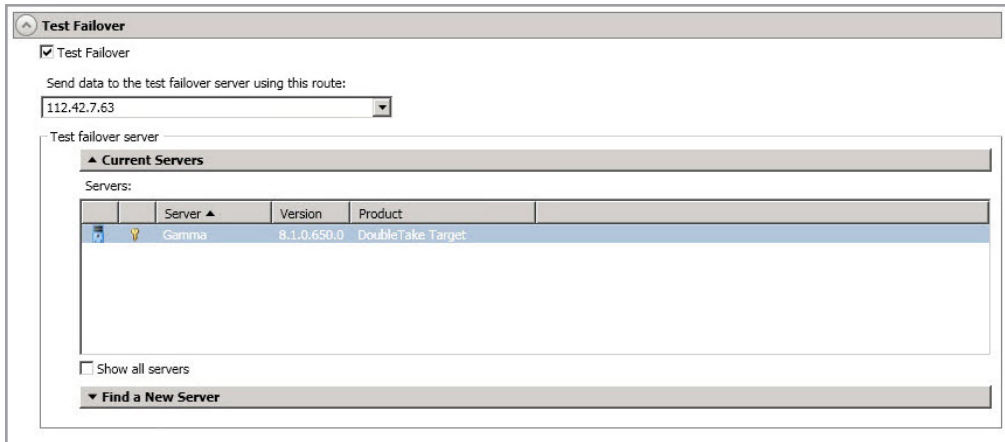 Test Failover
Test Failover
Send data to the test failover server using this route:
112.42.7.63
Test failover server
Current Servers
Servers:
Server Version Product
Gamma 8.1.0.650.0 DoubleTake Target
Show all servers
Find a New Server